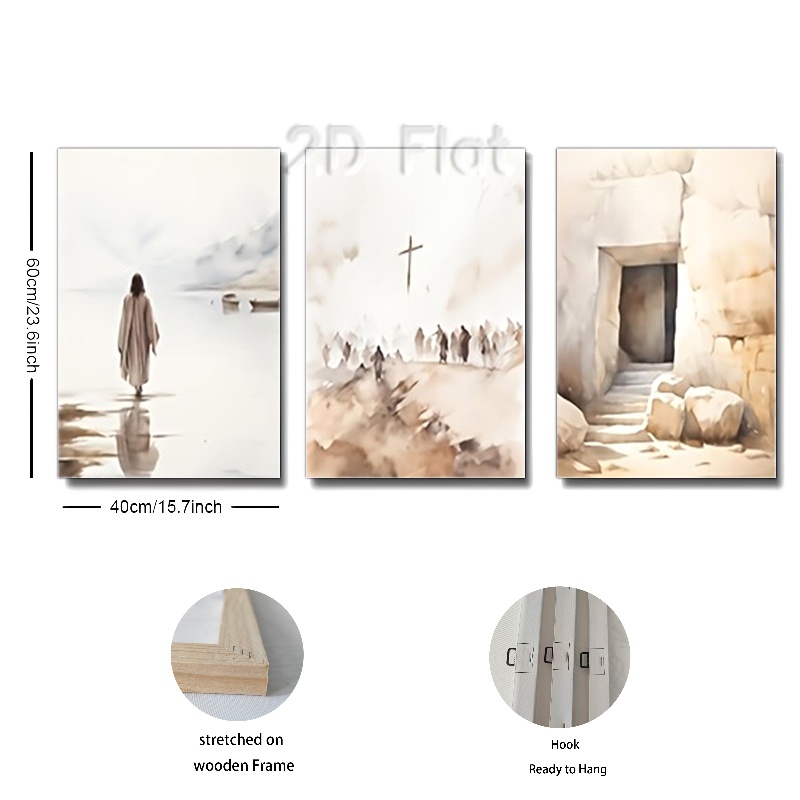 2D Flat
60cm/23.6inch
40cm/15.7inch
stretched on
wooden Frame
Hook
Ready to Hang